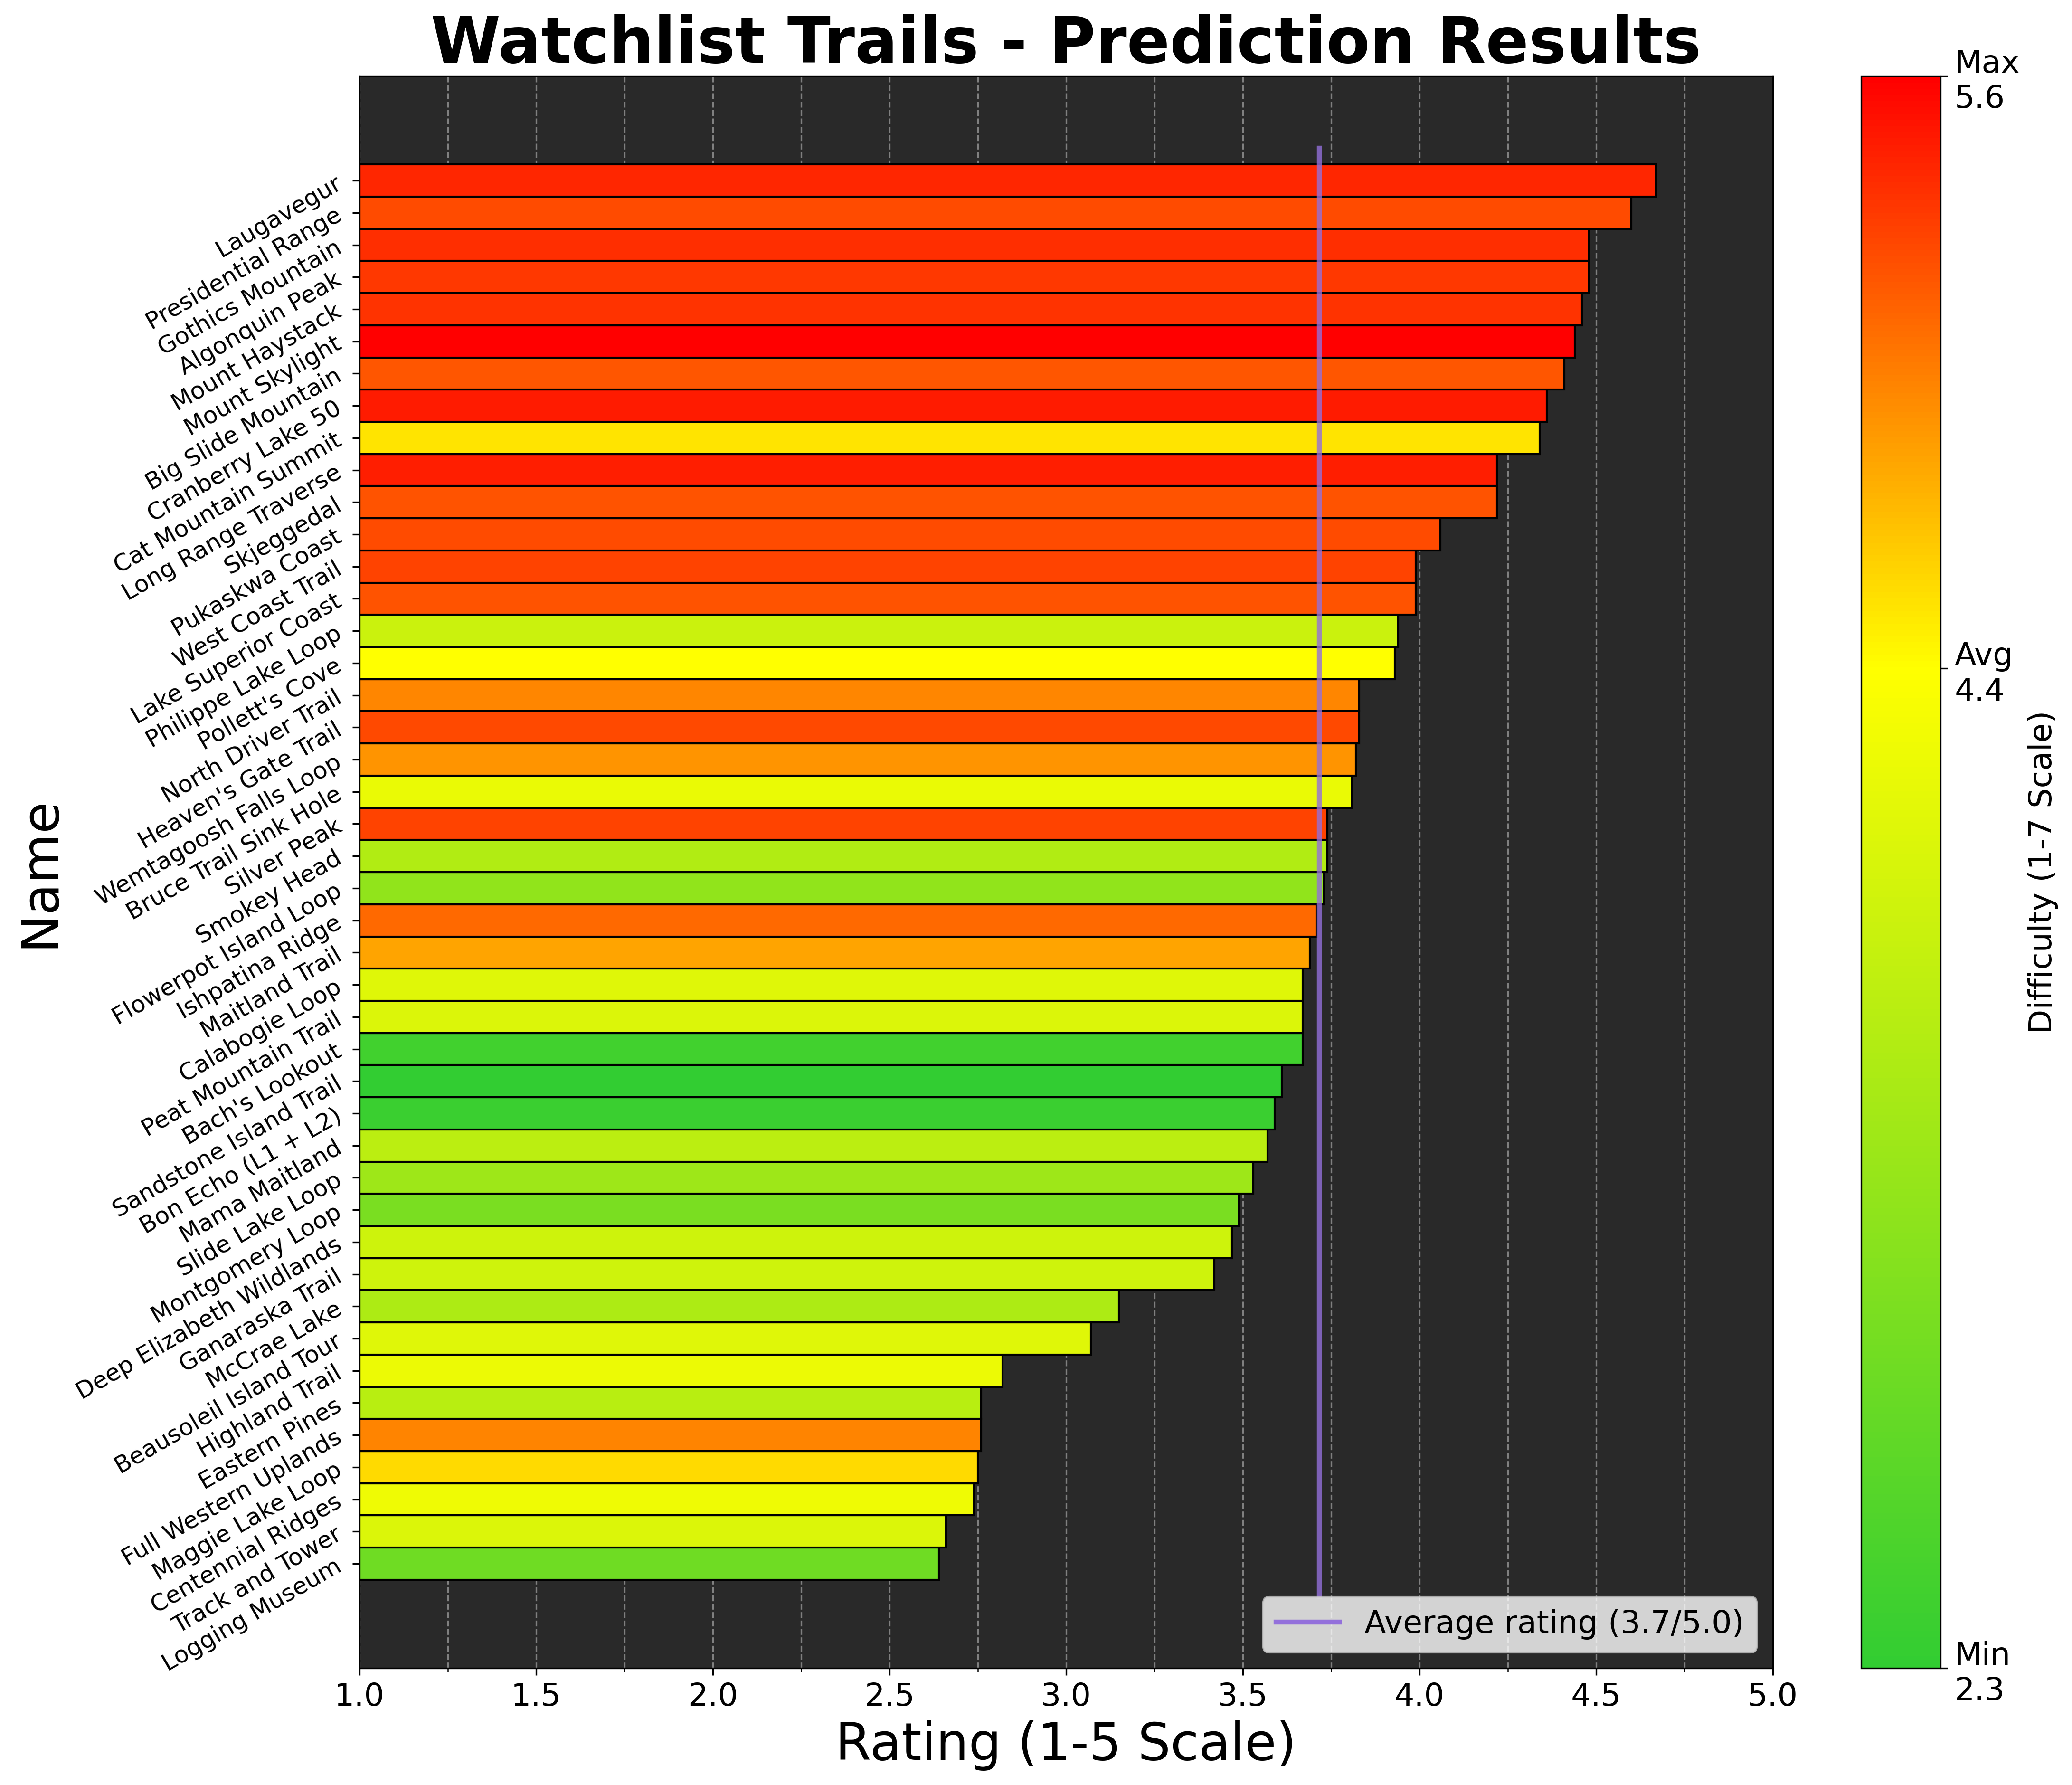 Watchlist Trails - Prediction Results
Name
Laugavegur
Presidential Range
Gothics Mountain
Algonquin Peak
Mount Haystack
Mount Skylight
Big Slide Mountain
Cranberry Lake 50
Cat Mountain Summit
Long Range Traverse
Skjeggedal
Pukaskwa Coast
West Coast Trail
Lake Superior Coast
Philippe Lake Loop
Pollett's Cove
North Driver Trail
Heaven's Gate Trail
Wemtagoosh Falls Loop
Bruce Trail Sink Hole
Silver Peak
Smokey Head
Flowerpot Island Loop
Ishpatina Ridge
Maitland Trail
Calabogie Loop
Peat Mountain Trail
Bach's Lookout
Sandstone Island Trail
Bon Echo (L1 + L2)
Mama Maitland
Slide Lake Loop
Montgomery Loop
Deep Elizabeth Wildlands
Ganaraska Trail
McCrae Lake
Beausoleil Island Tour
Highland Trail
Eastern Pines
Full Western Uplands
Maggie Lake Loop
Centennial Ridges
Track and Tower
Logging Museum
Average rating (3.7/5.0)
1.0 1.5 2.0 2.5 3.0 3.5 4.0 4.5 5.0
Rating (1-5 Scale)
Max
5.6
Avg
4.4
Min
2.3
Difficulty (1-7 Scale)